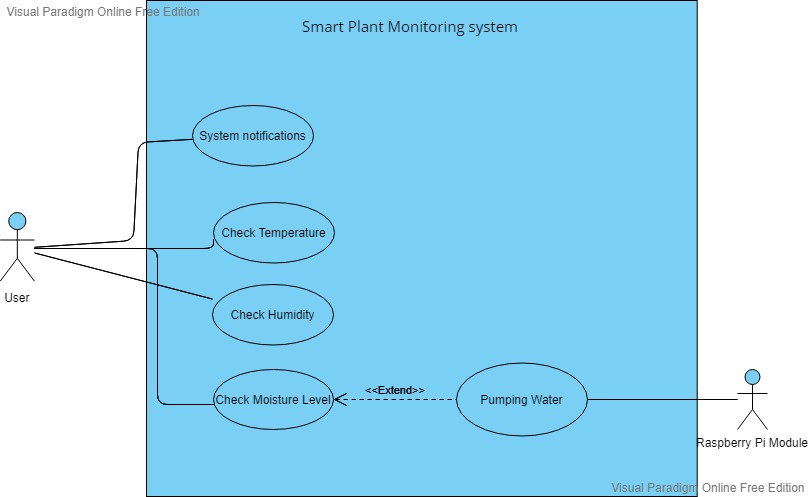 Visual Paradigm Online Free Edition
Smart Plant Monitoring system
System notifications
Check Temperature
User
Check Humidity
<<Extend>>
Check Moisture Level
Pumping Water
Raspberry Pi Module
Visual Paradigm Online Free Edition